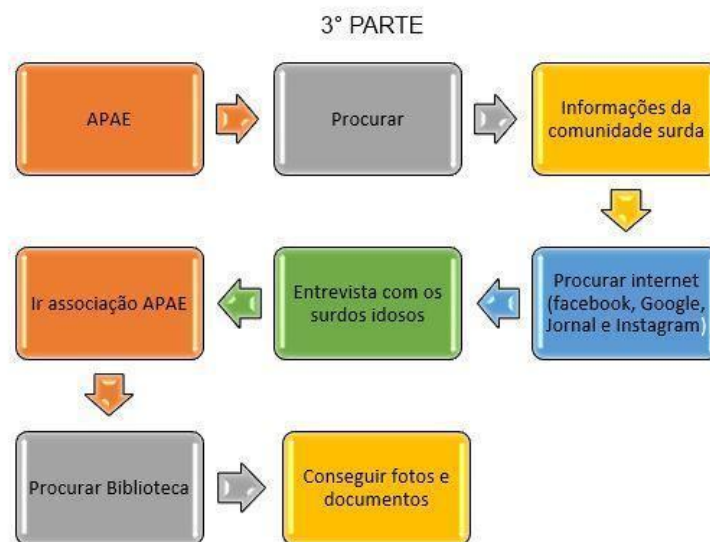 3° PARTE
APAE
Procurar
Informações da
comunidade surda
Procurar internet
(facebook, Google,
Jornal e Instagram)
Entrevista com os
surdos idosos
Ir associação APAE
Procurar Biblioteca
Conseguir fotos e
documentos